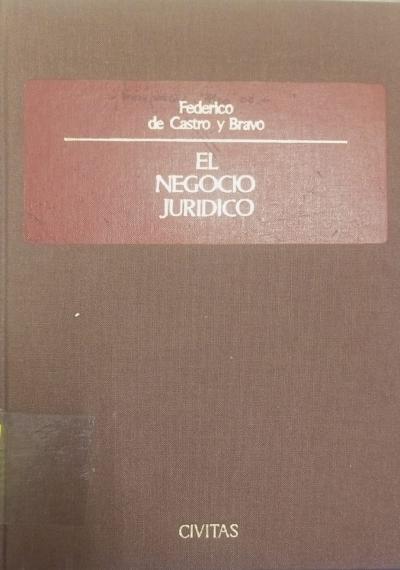 Federico
de Castro y Bravo
EL
NEGOCIO
JURIDICO
CIVITAS